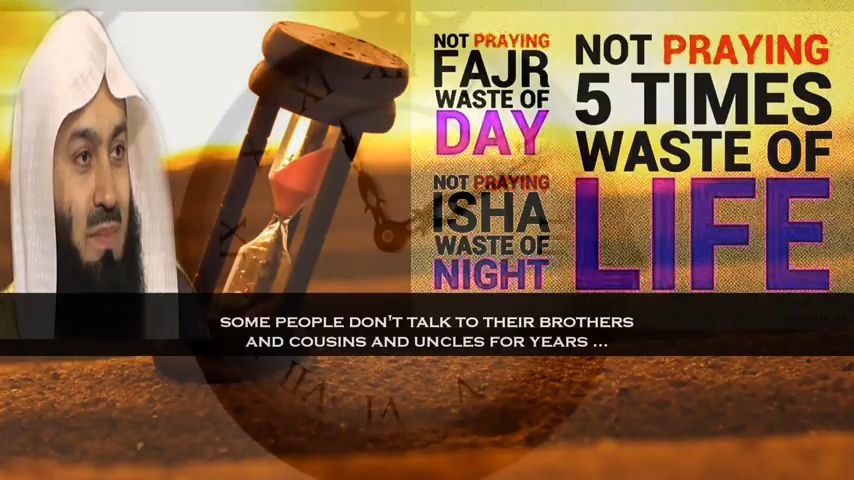 NOT PRAYING
FAJR
WASTE OF
DAY
NOT PRAYING
ISHA
WASTE OF
NIGHT
NOT PRAYING
5 TIMES
WASTE OF
LIFE
SOME PEOPLE DON'T TALK TO THEIR BROTHERS
AND COUSINS AND UNCLES FOR YEARS ...